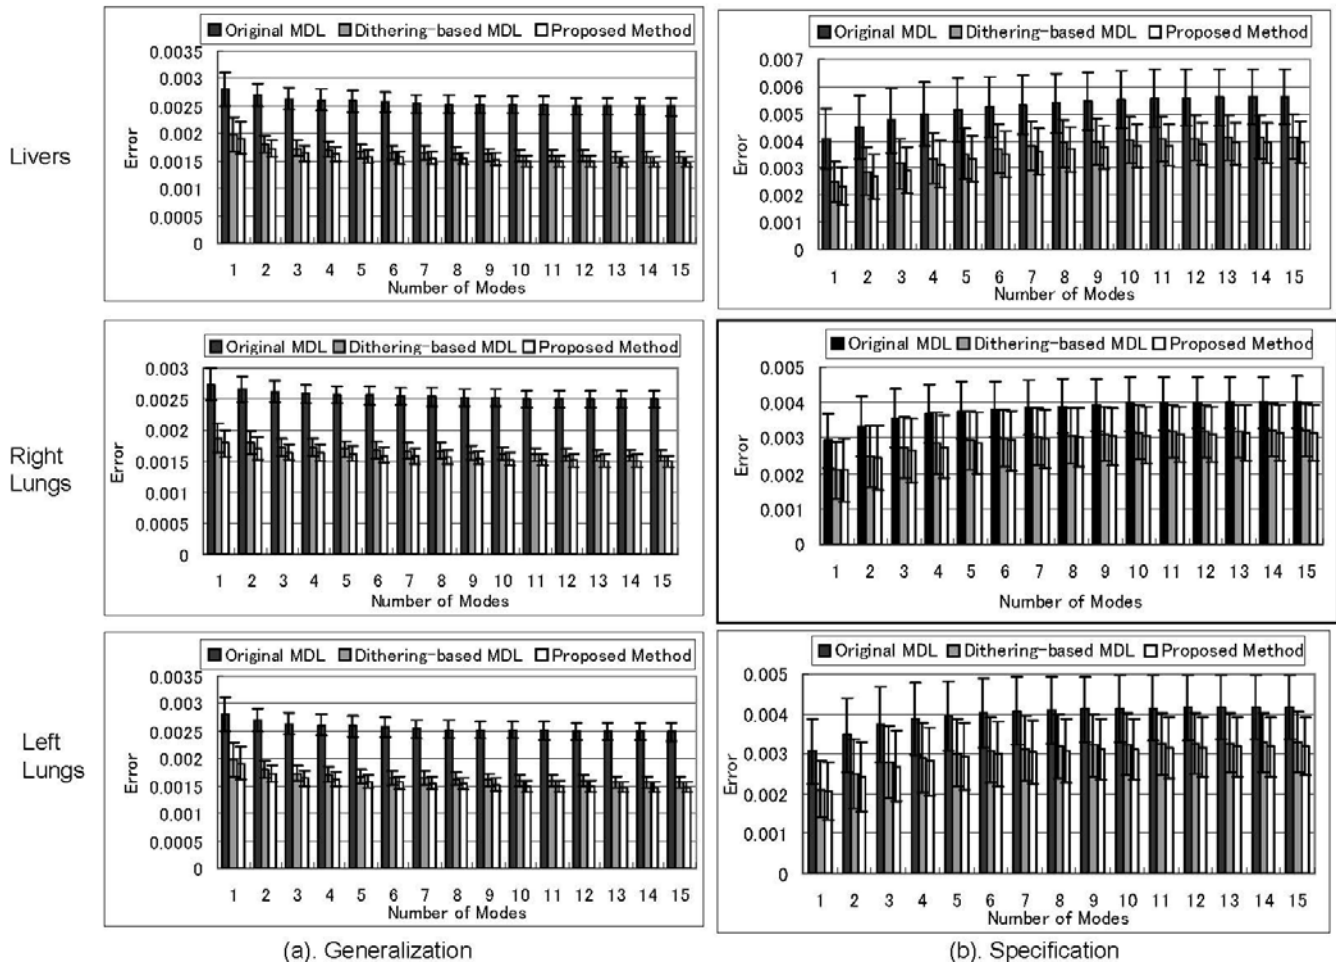 Original MDL Dithering-based MDL Proposed Method
0.0035
0.003
0.0025
0.002
0.0015
0.001
0.0005
0
Error
1 2 3 4 5 6 7 8 9 10 11 12 13 14 15
Number of Modes
Original MDL Dithering-based MDL Proposed Method
0.007
0.006
0.005
0.004
0.003
0.002
0.001
0
Error
1 2 3 4 5 6 7 8 9 10 11 12 13 14 15
Number of Modes
Livers
Original MDL Dithering-based MDL Proposed Method
0.003
0.0025
0.002
0.0015
0.001
0.0005
0
Error
1 2 3 4 5 6 7 8 9 10 11 12 13 14 15
Number of Modes
Original MDL Dithering-based MDL Proposed Method
0.005
0.004
0.003
0.002
0.001
0
Error
1 2 3 4 5 6 7 8 9 10 11 12 13 14 15
Number of Modes
Right
Lungs
Original MDL Dithering-based MDL Proposed Method
0.0035
0.003
0.0025
0.002
0.0015
0.001
0.0005
0
Error
1 2 3 4 5 6 7 8 9 10 11 12 13 14 15
Number of Modes
Original MDL Dithering-based MDL Proposed Method
0.005
0.004
0.003
0.002
0.001
0
Error
1 2 3 4 5 6 7 8 9 10 11 12 13 14 15
Number of Modes
Left
Lungs
(a). Generalization
(b). Specification